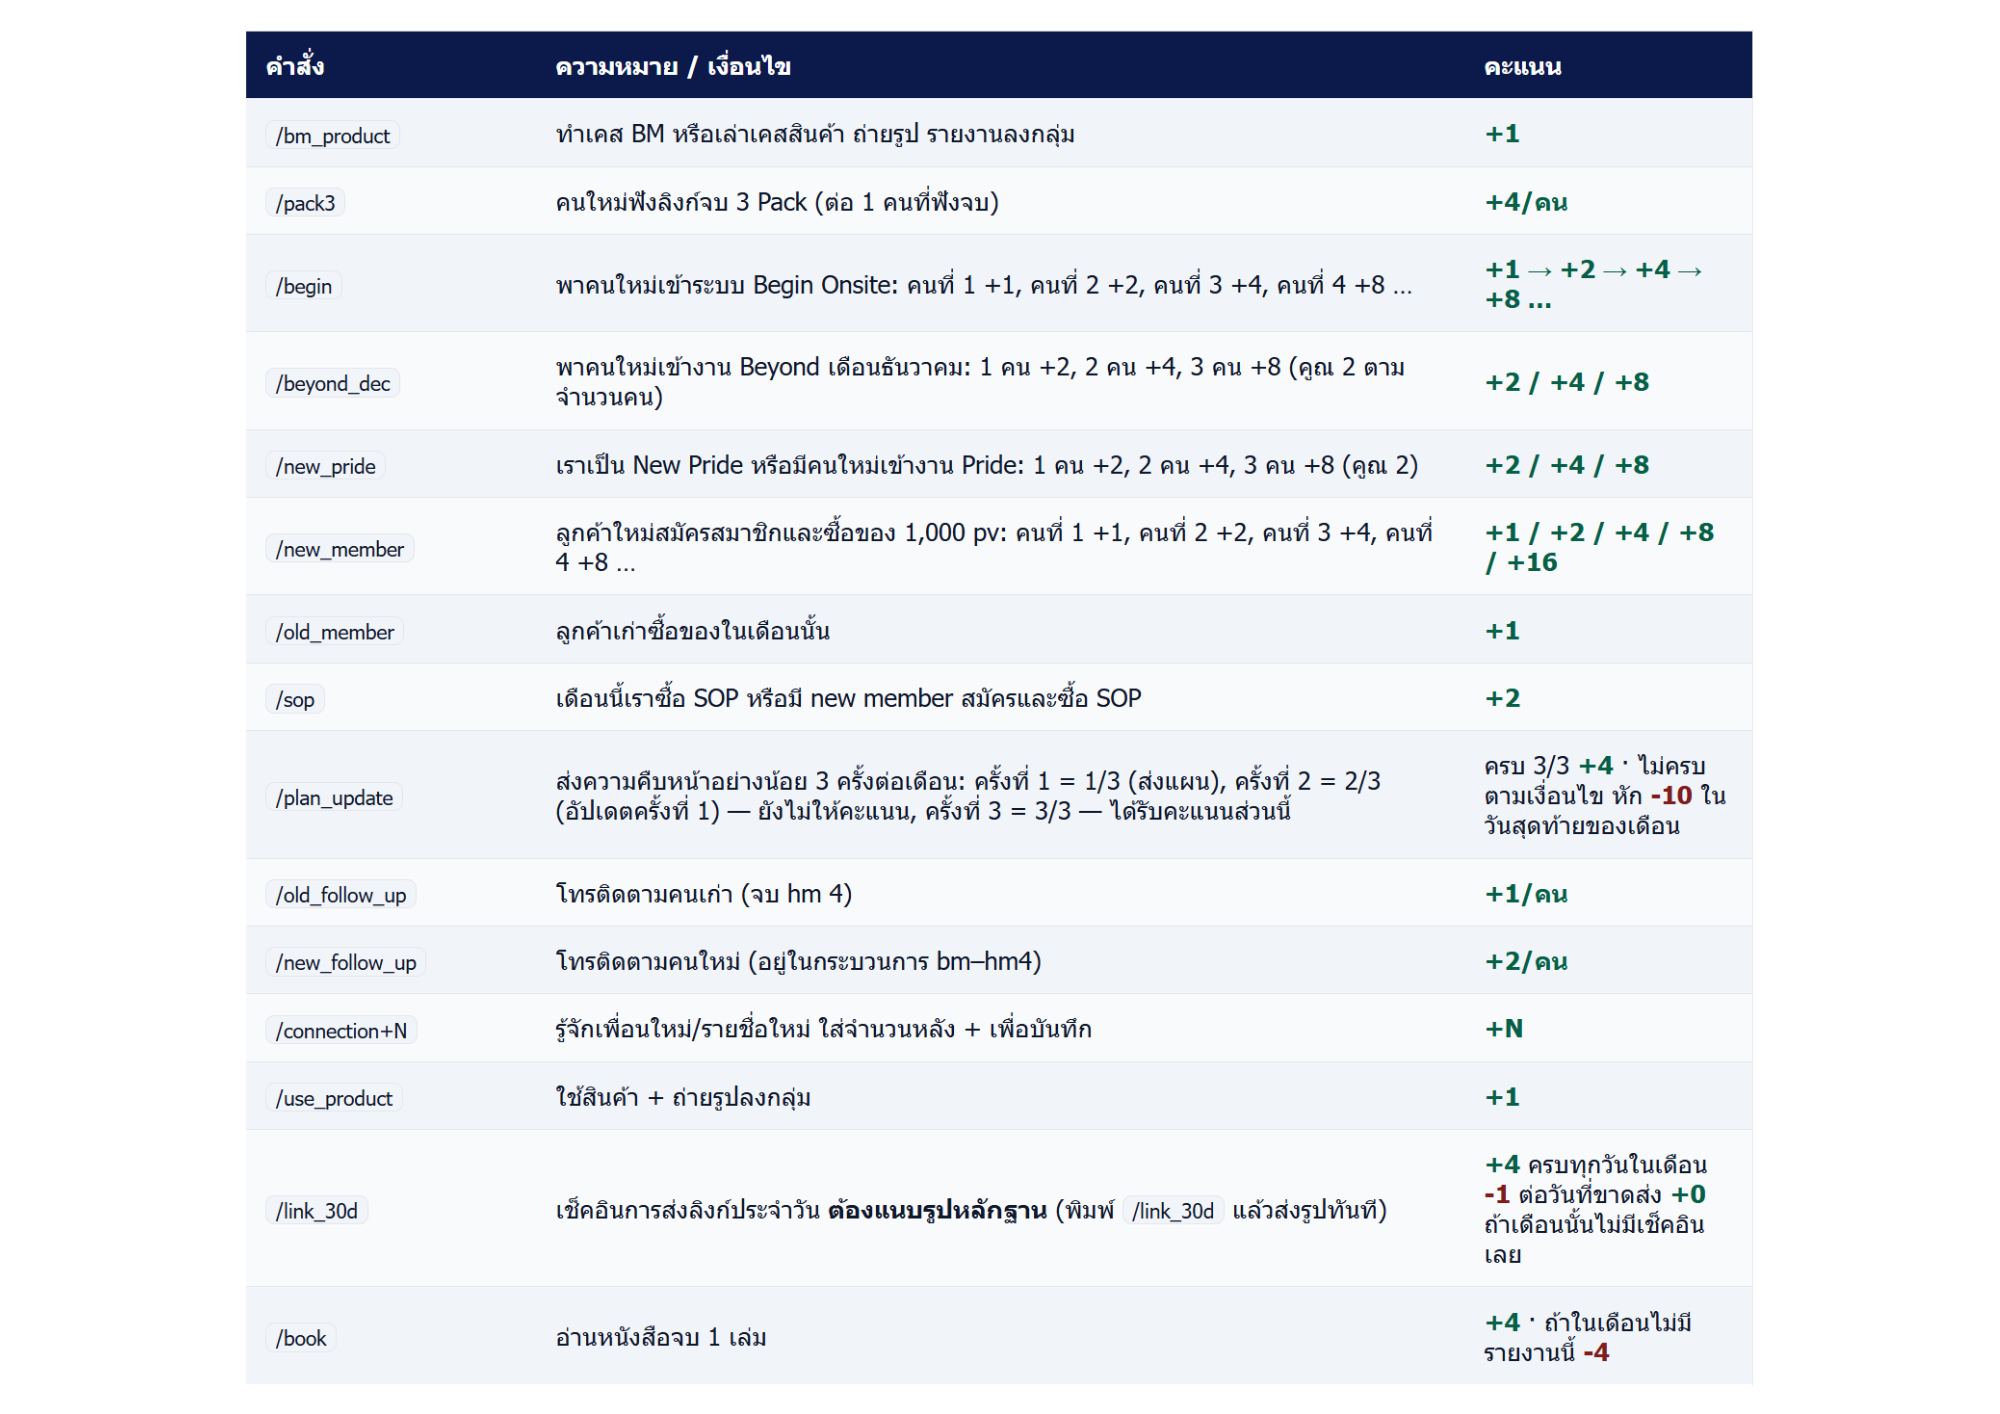 คำสั่ง
ความหมาย / เงื่อนไข
คะแนน
/bm_product
ทำเคส BM หรือเล่าเคสสินค้า ถ่ายรูป รายงานลงกลุ่ม
+1
/pack3
คนใหม่ฟังลิงก์จบ 3 Pack (ต่อ 1 คนที่ฟังจบ)
+4/คน
/begin
พาคนใหม่เข้าระบบ Begin Onsite: คนที่ 1 +1, คนที่ 2 +2, คนที่ 3 +4, คนที่ 4 +8 …
+1 → +2 → +4 →
+8 …
/beyond_dec
พาคนใหม่เข้างาน Beyond เดือนธันวาคม: 1 คน +2, 2 คน +4, 3 คน +8 (คูณ 2 ตาม
จำนวนคน)
+2 / +4 / +8
/new_pride
เราเป็น New Pride หรือมีคนใหม่เข้างาน Pride: 1 คน +2, 2 คน +4, 3 คน +8 (คูณ 2)
+2 / +4 / +8
/new_member
ลูกค้าใหม่สมัครสมาชิกและซื้อของ 1,000 pv: คนที่ 1 +1, คนที่ 2 +2, คนที่ 3 +4, คนที่
4 +8 …
+1 / +2 / +4 / +8
/ +16
/old_member
ลูกค้าเก่าซื้อของในเดือนนั้น
+1
/sop
เดือนนี้เราซื้อ SOP หรือมี new member สมัครและซื้อ SOP
+2
/plan_update
ส่งความคืบหน้าอย่างน้อย 3 ครั้งต่อเดือน: ครั้งที่ 1 = 1/3 (ส่งแผน), ครั้งที่ 2 = 2/3
(อัปเดตครั้งที่ 1) — ยังไม่ให้คะแนน, ครั้งที่ 3 = 3/3 — ได้รับคะแนนส่วนนี้
ครบ 3/3 +4 · ไม่ครบ
ตามเงื่อนไข หัก -10 ใน
วันสุดท้ายของเดือน
/old_follow_up
โทรติดตามคนเก่า (จบ hm 4)
+1/คน
/new_follow_up
โทรติดตามคนใหม่ (อยู่ในกระบวนการ bm–hm4)
+2/คน
/connection+N
รู้จักเพื่อนใหม่/รายชื่อใหม่ ใส่จำนวนหลัง + เพื่อบันทึก
+N
/use_product
ใช้สินค้า + ถ่ายรูปลงกลุ่ม
+1
/link_30d
เช็คอินการส่งลิงก์ประจำวัน ต้องแนบรูปหลักฐาน (พิมพ์ /link_30d แล้วส่งรูปทันที)
+4 ครบทุกวันในเดือน
-1 ต่อวันที่ขาดส่ง +0
ถ้าเดือนนั้นไม่มีเช็คอิน
เลย
/book
อ่านหนังสือจบ 1 เล่ม
+4 · ถ้าในเดือนไม่มี
รายงานนี้ -4